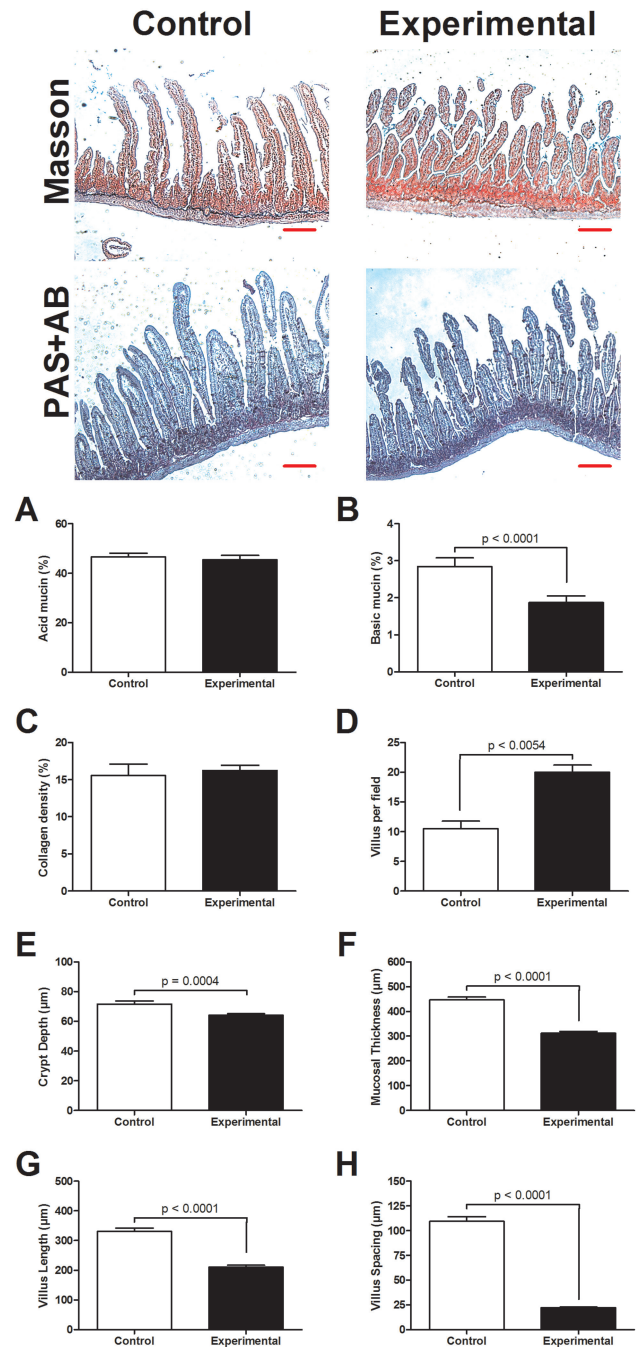 Control Experimental
Masson
PAS+AB
A
60
40
20
0
Acid mucin (%)
Control Experimental
B
4
3
2
1
0
Basic mucin (%)
p < 0.0001
Control Experimental
C
20
15
10
5
0
Collagen density (%)
Control Experimental
D
25
20
15
10
5
0
Villus per field
p < 0.0054
Control Experimental
E
100
80
60
40
20
0
Crypt Depth (µm)
p = 0.0004
Control Experimental
F
600
500
400
300
200
100
0
Mucosal Thickness (µm)
p < 0.0001
Control Experimental
G
500
400
300
200
100
0
Villus Length (µm)
p < 0.0001
Control Experimental
H
150
125
100
75
50
25
0
Villus Spacing (µm)
p < 0.0001
Control Experimental